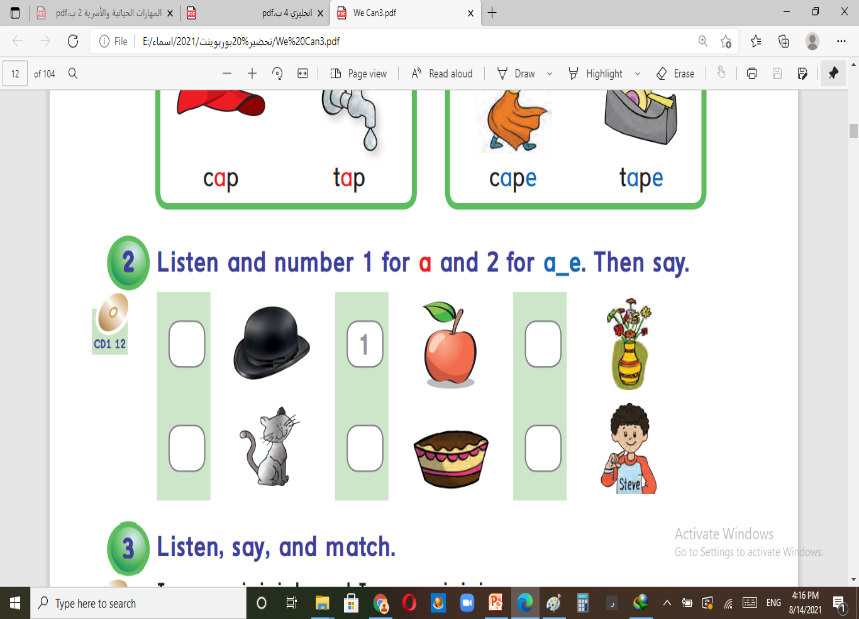 المهارات الحياتية والأسرية 2 ب.pdf
انجليزي 4 ب.pdf
We Can3.pdf
File
E:/اسماء/2021/تحضير%20بوربوينت/We%20Can3.pdf
12 of 104
Page view
Read aloud
Draw
Highlight
Erase
cap
tap
cape
tape
2 Listen and number 1 for a and 2 for a_e. Then say.
CD1 12
1
Steve
Activate Windows
Go to Settings to activate Windows.
3 Listen, say, and match.
Type here to search
ENG
4:16 PM
8/14/2021